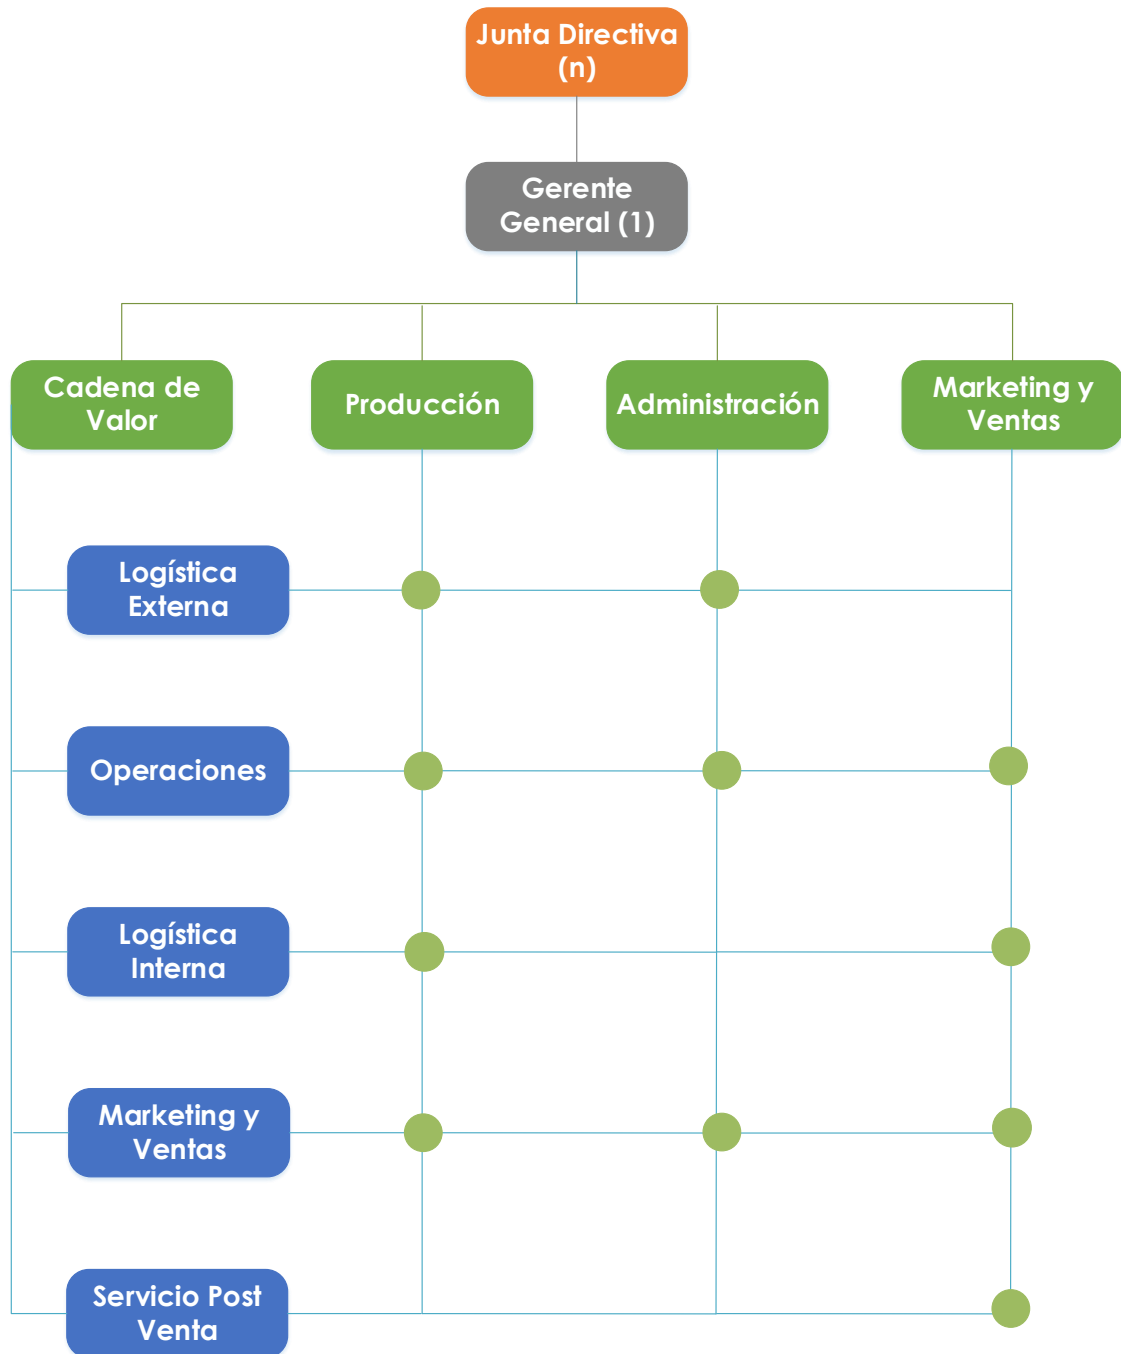 Junta Directiva
(n)
Gerente
General (1)
Cadena de
Valor
Producción
Administración
Marketing y
Ventas
Logística
Externa
Operaciones
Logística
Interna
Marketing y
Ventas
Servicio Post
Venta